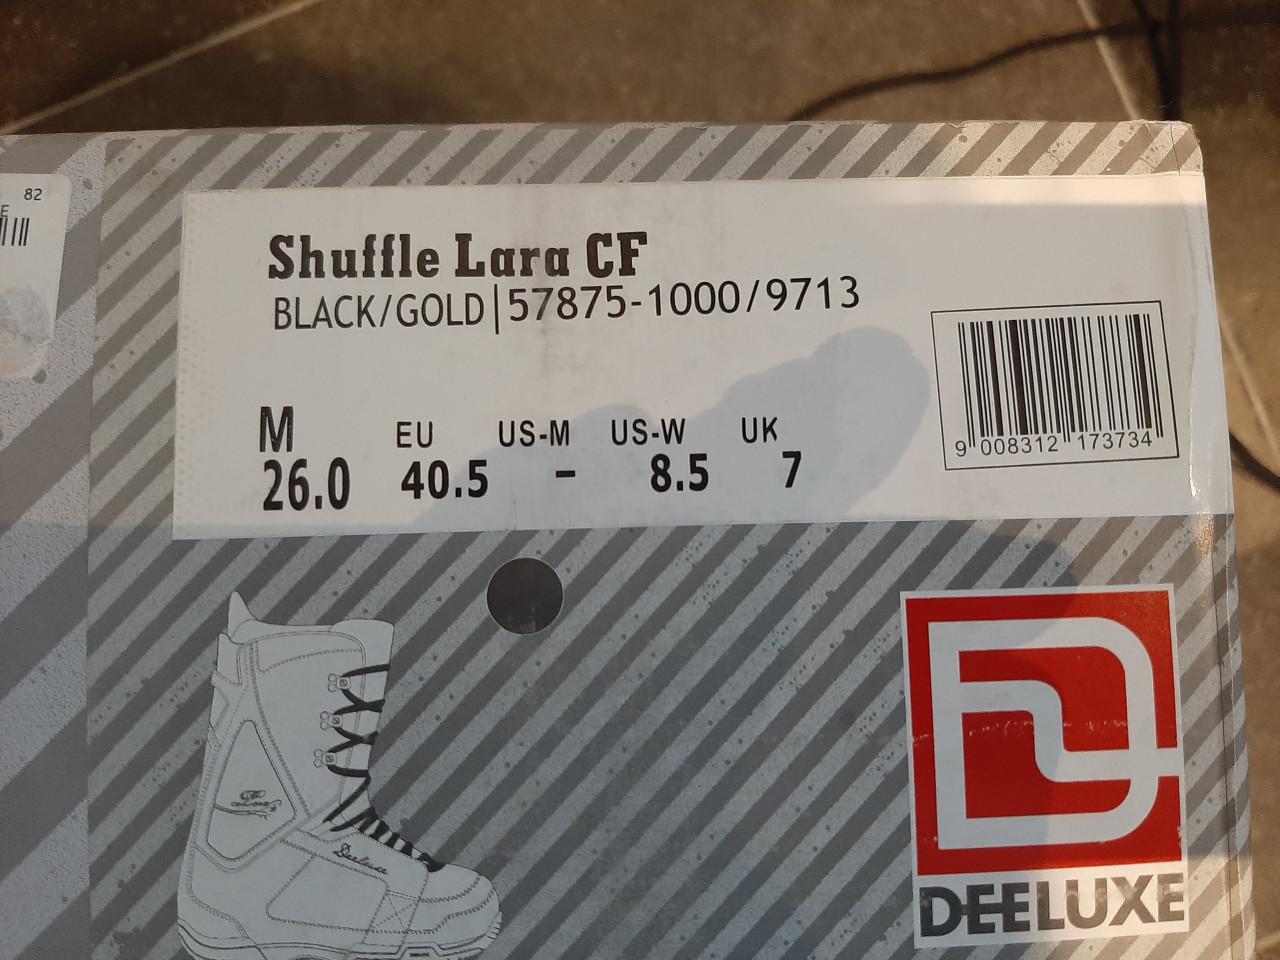 82
E
Shuffle Lara CF
BLACK/GOLD|57875-1000/9713
M EU US-M US-W UK
26.0 40.5 - 8.5 7
9 008312 173734
Deeluxe
DEELUXE